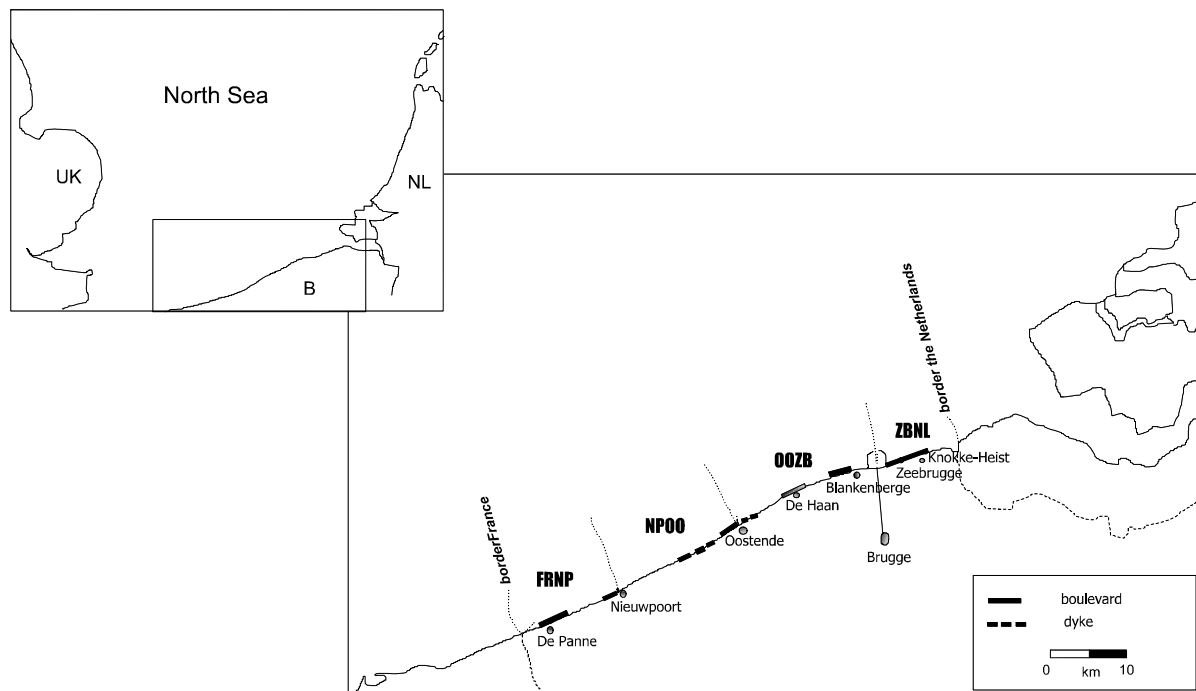 North Sea
UK
NL
B
border the Netherlands
ZBNL
OOZB
Knokke-Heist
Zeebrugge
Blankenberge
De Haan
NPOO
Oostende
Brugge
borderFrance
FRNP
Nieuwpoort
De Panne
boulevard
dyke
0 km 10